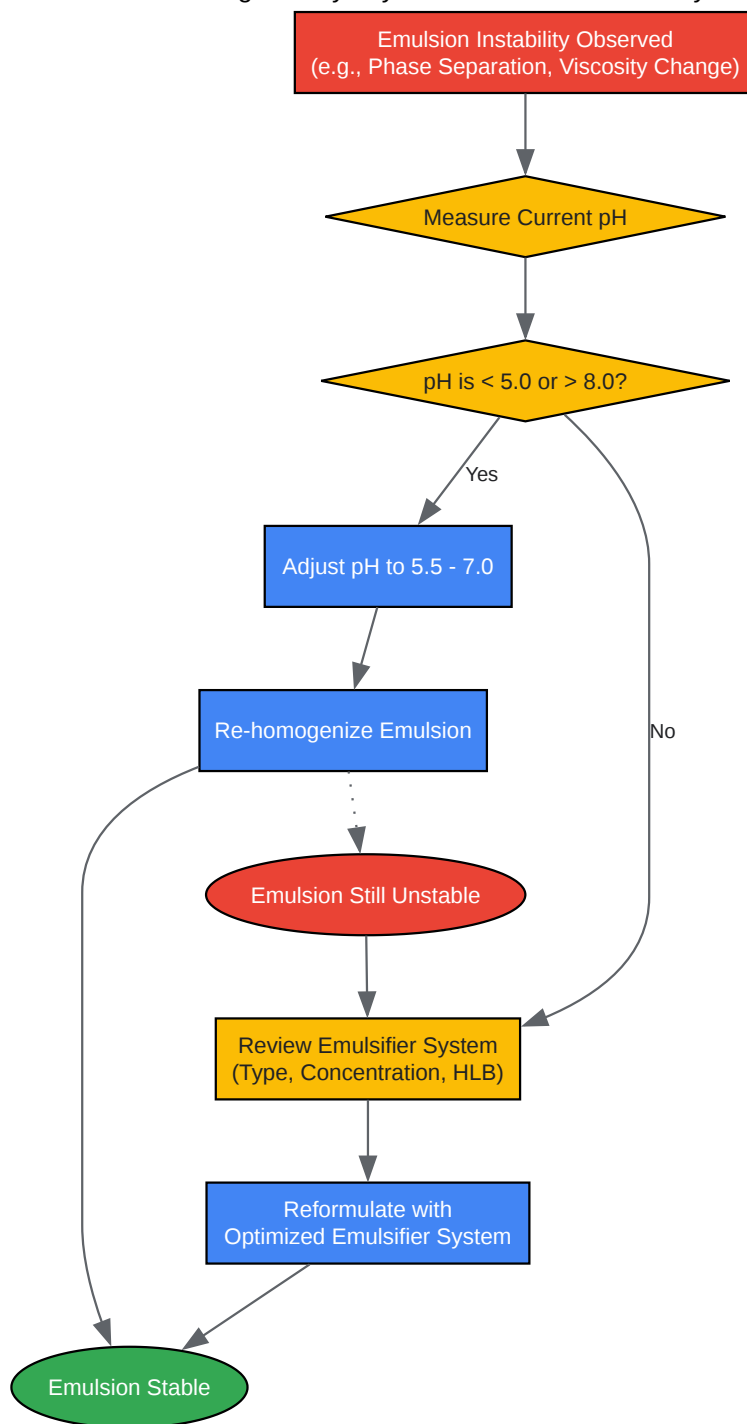 Emulsion Instability Observed
(e.g., Phase Separation, Viscosity Change)
Measure Current pH
pH is < 5.0 or > 8.0?
Yes
Adjust pH to 5.5 - 7.0
Re-homogenize Emulsion
No
Emulsion Still Unstable
Review Emulsifier System
(Type, Concentration, HLB)
Reformulate with
Optimized Emulsifier System
Emulsion Stable